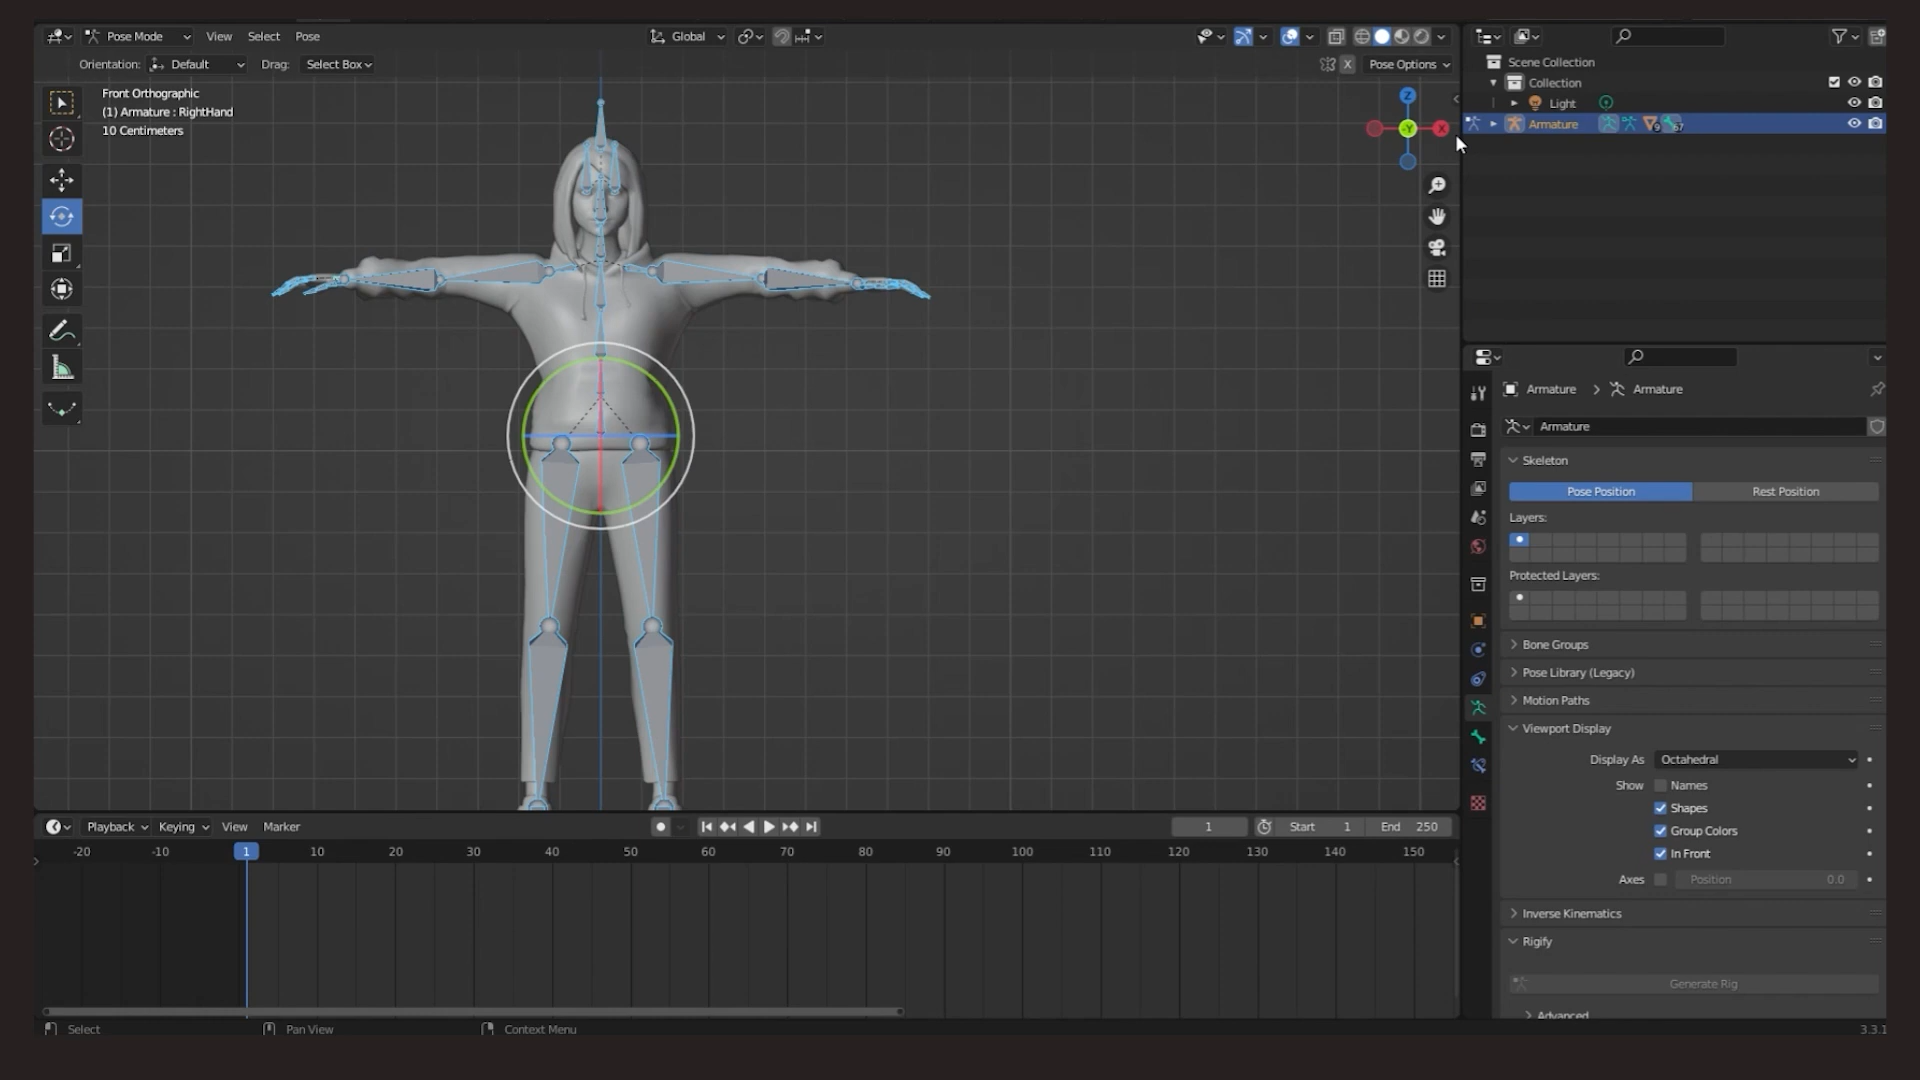 Pose Mode View Select Pose Global
Orientation: Default Drag: Select Box X Pose Options
Front Orthographic
(1) Armature : RightHand
10 Centimeters
Z
-Y
X
Scene Collection
Collection
Light
Armature 9 67
Armature > Armature
Armature
Skeleton
Pose Position Rest Position
Layers:
Protected Layers:
Bone Groups
Pose Library (Legacy)
Motion Paths
Viewport Display
Display As Octahedral
Show Names
Shapes
Group Colors
In Front
Axes Position 0.0
Inverse Kinematics
Rigify
Generate Rig
Advanced
Playback Keying View Marker 1 Start 1 End 250
-20 -10 1 10 20 30 40 50 60 70 80 90 100 110 120 130 140 150
Select Pan View Context Menu 3.3.1